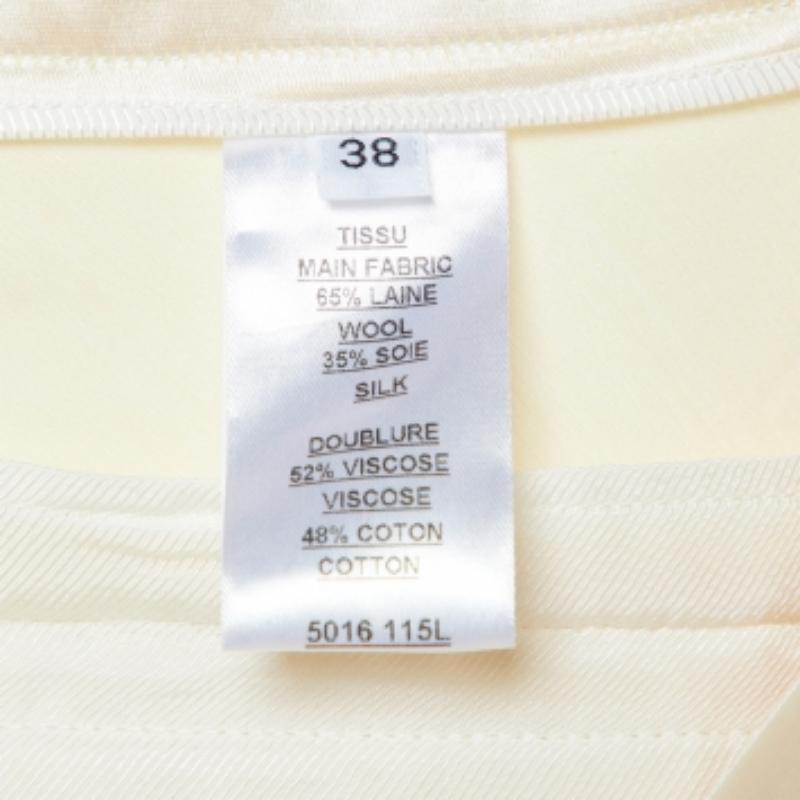 38
TISSU
MAIN FABRIC
65% LAINE
WOOL
35% SOIE
SILK
DOUBLURE
52% VISCOSE
VISCOSE
48% COTON
COTTON
5016 115L